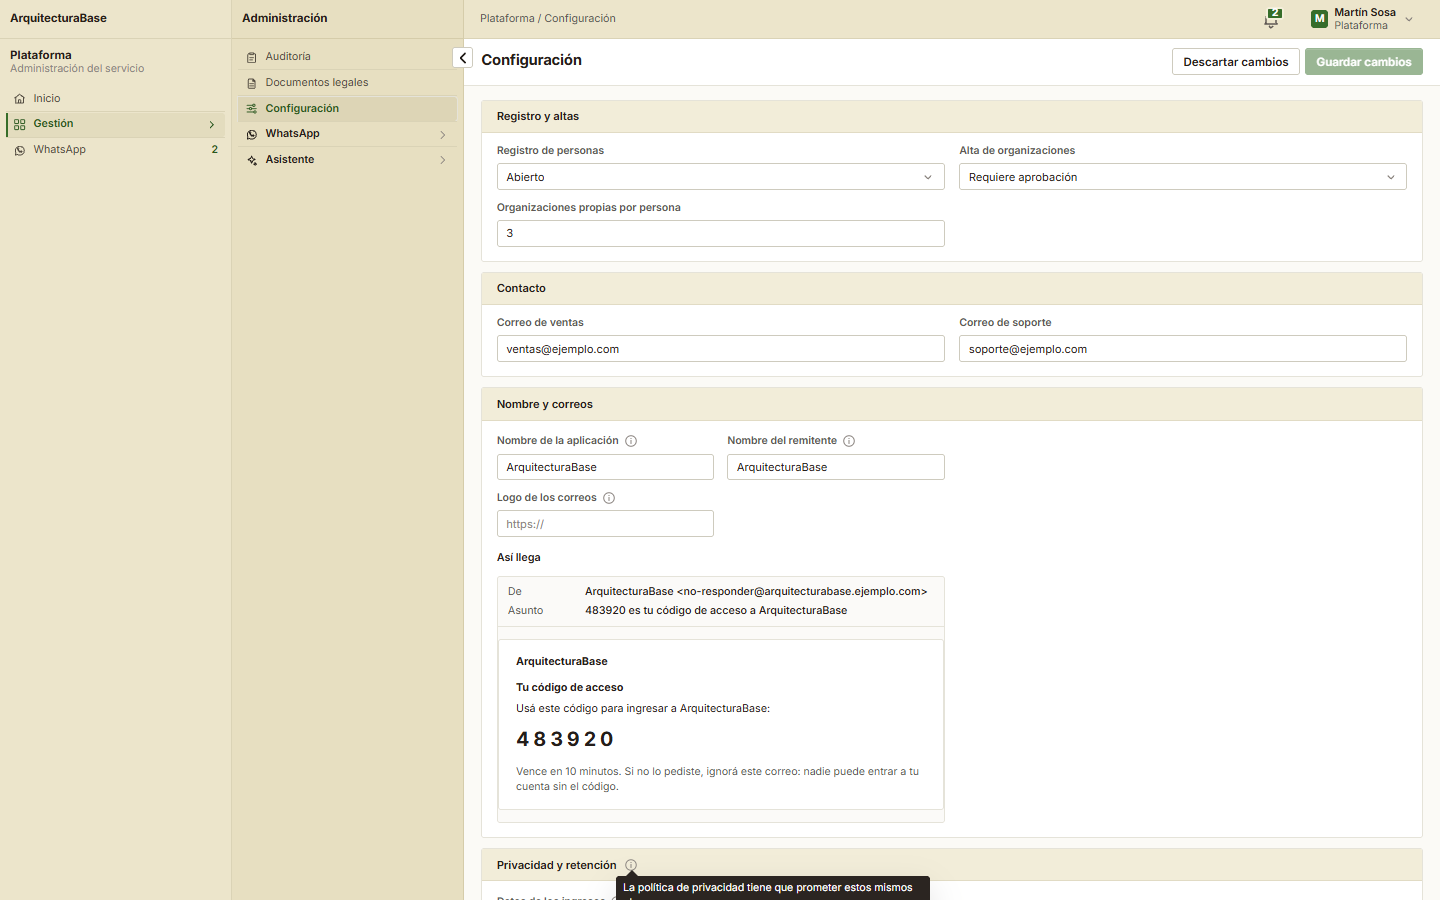 ArquitecturaBase
Plataforma
Administración del servicio
Inicio
Gestión
WhatsApp 2
Administración
Auditoría
Documentos legales
Configuración
WhatsApp
Asistente
Plataforma / Configuración
2
M
Martín Sosa
Plataforma
Configuración
Descartar cambios
Guardar cambios
Registro y altas
Registro de personas
Alta de organizaciones
Abierto
Requiere aprobación
Organizaciones propias por persona
3
Contacto
Correo de ventas
Correo de soporte
ventas@ejemplo.com
soporte@ejemplo.com
Nombre y correos
Nombre de la aplicación
Nombre del remitente
ArquitecturaBase
ArquitecturaBase
Logo de los correos
https://
Así llega
De ArquitecturaBase <no-responder@arquitecturabase.ejemplo.com>
Asunto 483920 es tu código de acceso a ArquitecturaBase
ArquitecturaBase
Tu código de acceso
Usá este código para ingresar a ArquitecturaBase:
483920
Vence en 10 minutos. Si no lo pediste, ignorá este correo: nadie puede entrar a tu
cuenta sin el código.
Privacidad y retención
La política de privacidad tiene que prometer estos mismos